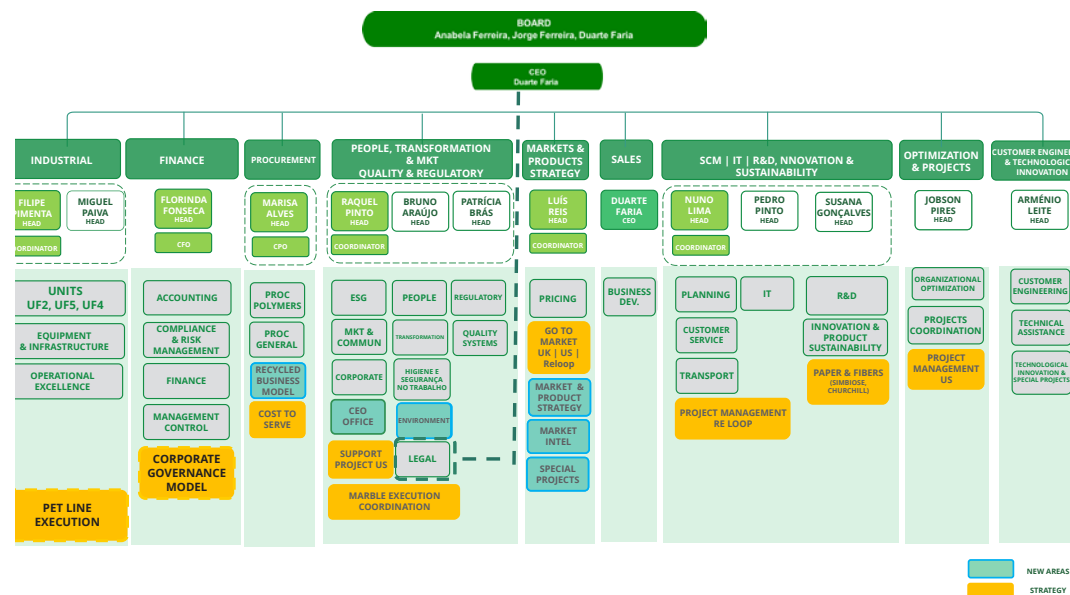 BOARD
Anabela Ferreira, Jorge Ferreira, Duarte Faria
CEO
Duarte Faria
INDUSTRIAL
FINANCE
PROCUREMENT
PEOPLE, TRANSFORMATION
& MKT
QUALITY & REGULATORY
MARKETS &
PRODUCTS
STRATEGY
SALES
SCM | IT | R&D, NNOVATION &
SUSTAINABILITY
OPTIMIZATION
& PROJECTS
CUSTOMER ENGINEE
& TECHNOLOGIC
INNOVATION
FILIPE
PIMENTA
HEAD
OORDINATOR
MIGUEL
PAIVA
HEAD
FLORINDA
FONSECA
HEAD
CFO
MARISA
ALVES
HEAD
CPO
RAQUEL
PINTO
HEAD
COORDINATOR
BRUNO
ARAÚJO
HEAD
PATRÍCIA
BRÁS
HEAD
LUÍS
REIS
HEAD
COORDINATOR
DUARTE
FARIA
CEO
NUNO
LIMA
HEAD
COORDINATOR
PEDRO
PINTO
HEAD
SUSANA
GONÇALVES
HEAD
JOBSON
PIRES
HEAD
ARMÉNIO
LEITE
HEAD
UNITS
UF2, UF5, UF4
EQUIPMENT
& INFRASTRUCTURE
OPERATIONAL
EXCELLENCE
PET LINE
EXECUTION
ACCOUNTING
COMPLIANCE
& RISK
MANAGEMENT
FINANCE
MANAGEMENT
CONTROL
CORPORATE
GOVERNANCE
MODEL
PROC
POLYMERS
PROC
GENERAL
RECYCLED
BUSINESS
MODEL
COST TO
SERVE
ESG
PEOPLE
REGULATORY
MKT &
COMMUN
TRANSFORMATION
QUALITY
SYSTEMS
CORPORATE
HIGIENE E
SEGURANÇA
NO TRABALHO
CEO
OFFICE
ENVIRONMENT
SUPPORT
PROJECT US
LEGAL
MARBLE EXECUTION
COORDINATION
PRICING
GO TO
MARKET
UK | US |
Reloop
MARKET &
PRODUCT
STRATEGY
MARKET
INTEL
SPECIAL
PROJECTS
BUSINESS
DEV.
PLANNING
IT
R&D
CUSTOMER
SERVICE
INNOVATION &
PRODUCT
SUSTAINABILITY
TRANSPORT
PAPER & FIBERS
(SIMBIOSE,
CHURCHILL)
PROJECT MANAGEMENT
RE LOOP
ORGANIZATIONAL
OPTIMIZATION
PROJECTS
COORDINATION
PROJECT
MANAGEMENT
US
CUSTOMER
ENGINEERING
TECHNICAL
ASSISTANCE
TECHNOLOGICAL
INNOVATION &
SPECIAL PROJECTS
NEW AREAS
STRATEGY